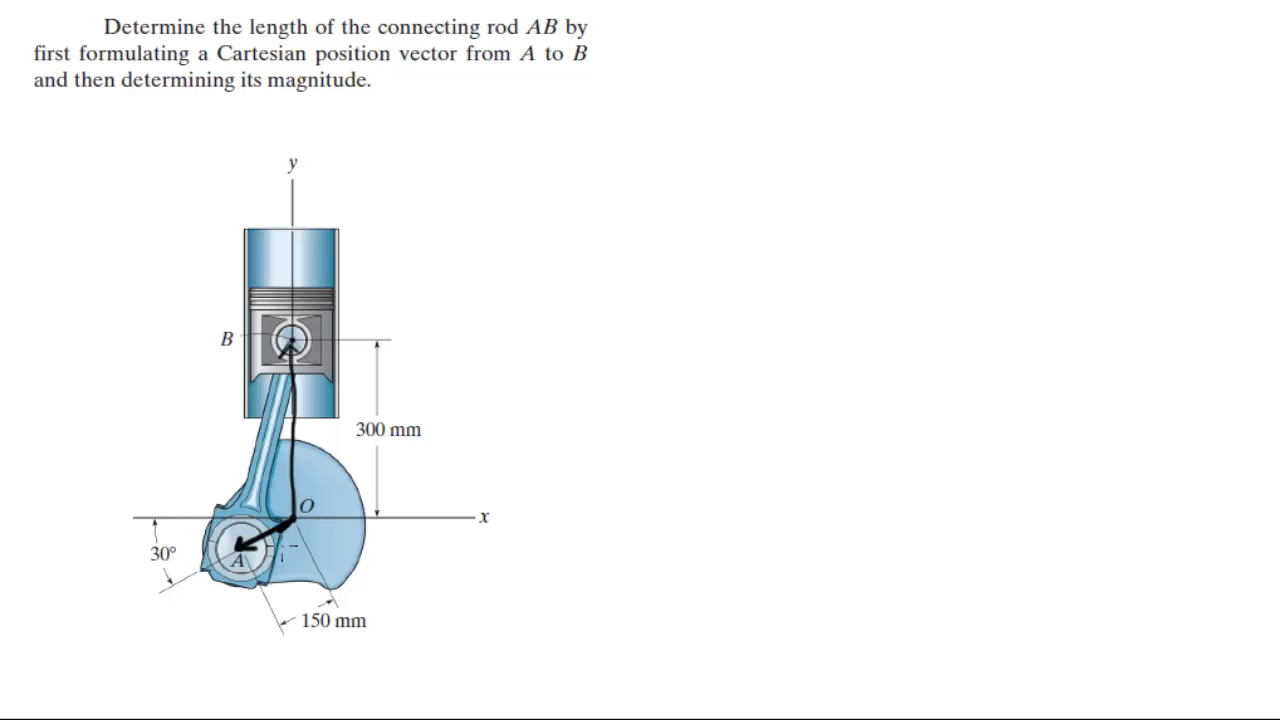 Determine the length of the connecting rod AB by
first formulating a Cartesian position vector from A to B
and then determining its magnitude.
y
B
300 mm
O
x
30°
A
150 mm